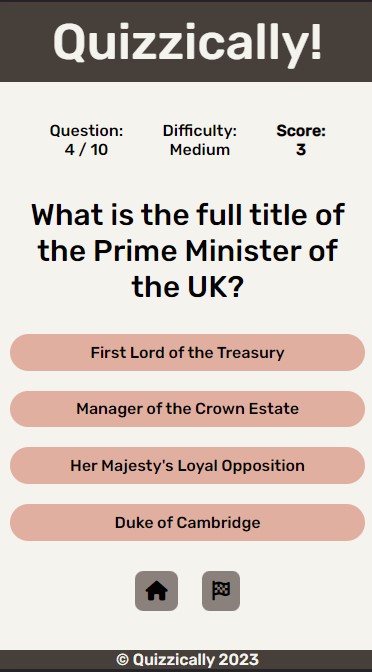 Quizzically!
Question: Difficulty: Score:
4 / 10 Medium 3
What is the full title of
the Prime Minister of
the UK?
First Lord of the Treasury
Manager of the Crown Estate
Her Majesty's Loyal Opposition
Duke of Cambridge
© Quizzically 2023